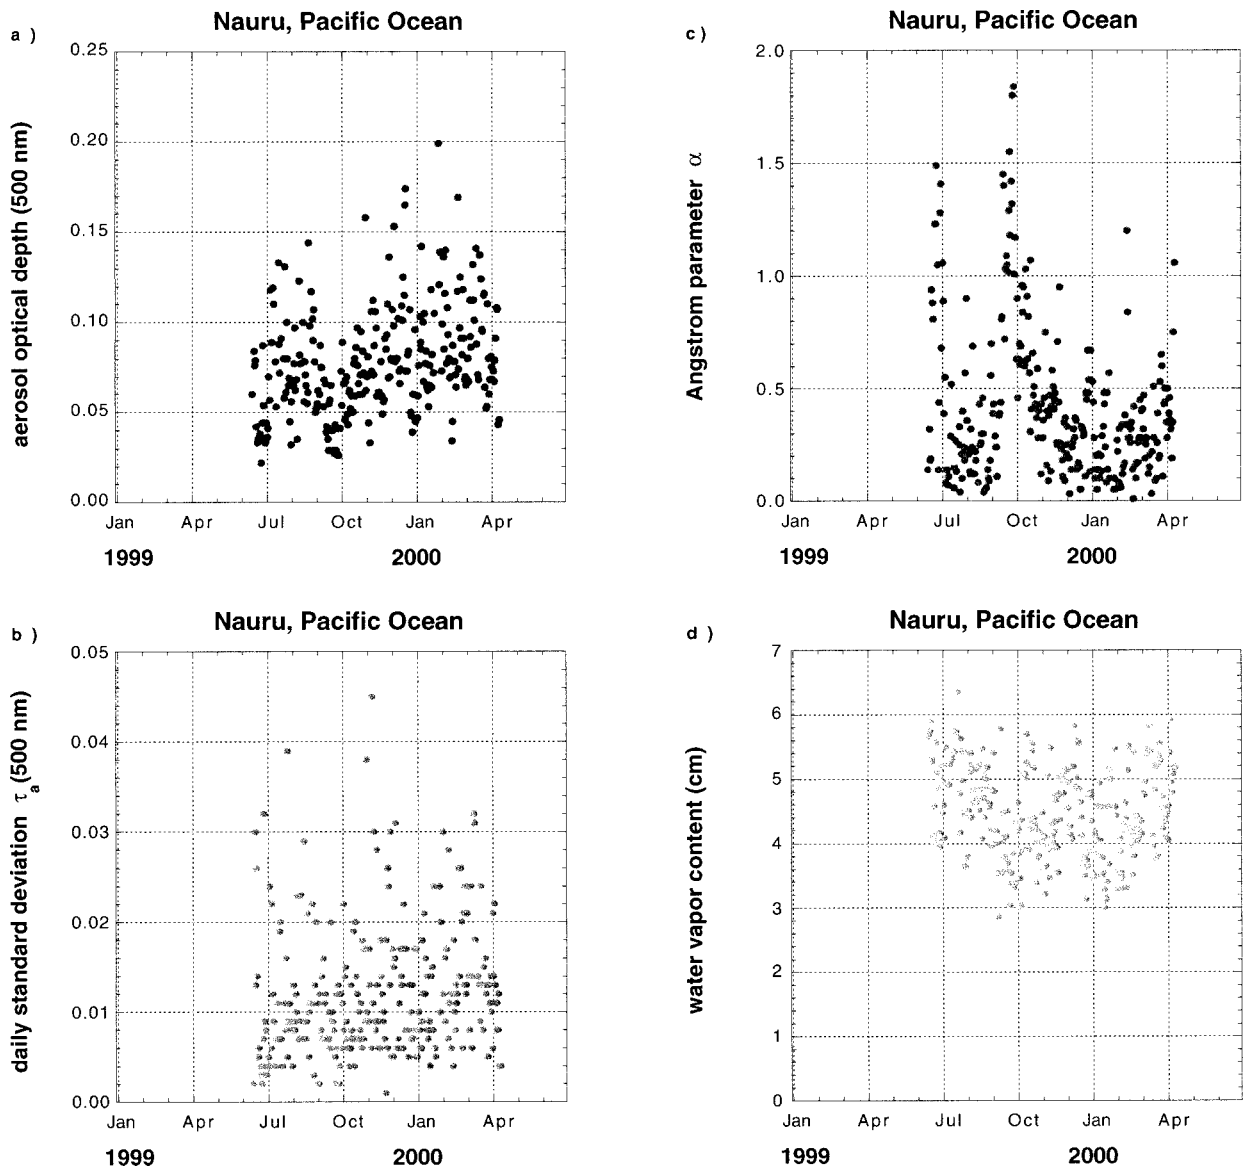 a )
Nauru, Pacific Ocean
aerosol optical depth (500 nm)
0.25
0.20
0.15
0.10
0.05
0.00
Jan Apr Jul Oct Jan Apr
1999 2000
c )
Nauru, Pacific Ocean
Angstrom parameter α
2.0
1.5
1.0
0.5
0.0
Jan Apr Jul Oct Jan Apr
1999 2000
b )
Nauru, Pacific Ocean
daily standard deviation τa(500 nm)
0.05
0.04
0.03
0.02
0.01
0.00
Jan Apr Jul Oct Jan Apr
1999 2000
d )
Nauru, Pacific Ocean
water vapor content (cm)
7
6
5
4
3
2
1
0
Jan Apr Jul Oct Jan Apr
1999 2000